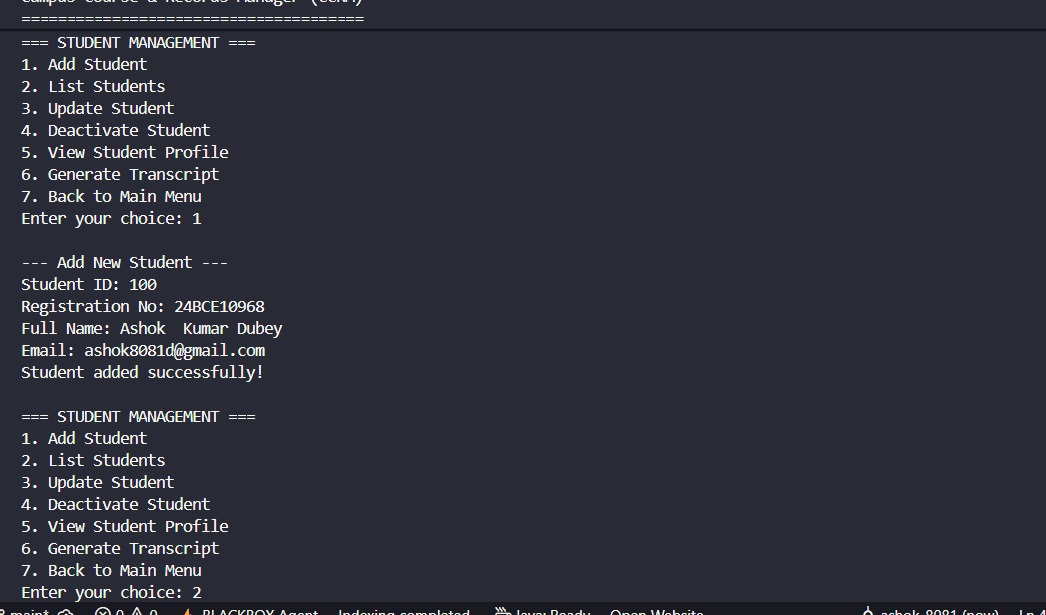 Campus Course & Records Manager (CCRM)
======================================
=== STUDENT MANAGEMENT ===
1. Add Student
2. List Students
3. Update Student
4. Deactivate Student
5. View Student Profile
6. Generate Transcript
7. Back to Main Menu
Enter your choice: 1
--- Add New Student ---
Student ID: 100
Registration No: 24BCE10968
Full Name: Ashok  Kumar Dubey
Email: ashok8081d@gmail.com
Student added successfully!
=== STUDENT MANAGEMENT ===
1. Add Student
2. List Students
3. Update Student
4. Deactivate Student
5. View Student Profile
6. Generate Transcript
7. Back to Main Menu
Enter your choice: 2
main* 0 0 BLACKBOX Agent Indexing completed Java: Ready Open Website ashok-8081 (now) Ln 4